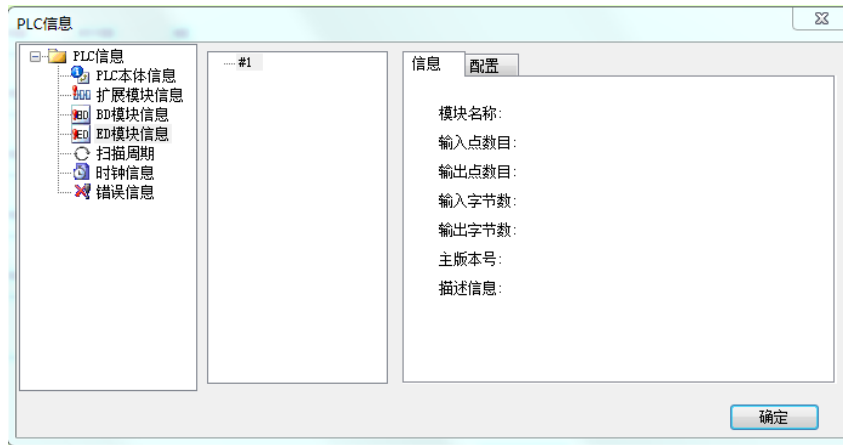 PLC信息
PLC信息
PLC本体信息
扩展模块信息
BD模块信息
ED模块信息
扫描周期
时钟信息
错误信息
#1
信息
配置
模块名称:
输入点数目:
输出点数目:
输入字节数:
输出字节数:
主版本号:
描述信息:
确定